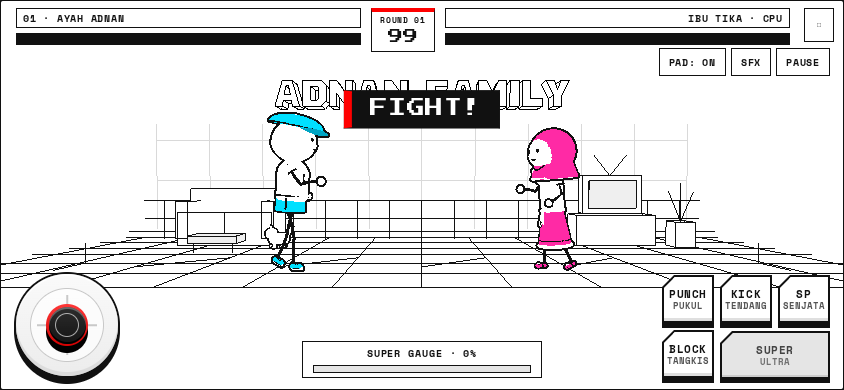 01 · AYAH ADNAN
ROUND 01
99
IBU TIKA · CPU
PAD: ON
SFX
PAUSE
ADNAN FAMILY
FIGHT!
PUNCH
PUKUL
KICK
TENDANG
SP
SENJATA
BLOCK
TANGKIS
SUPER
ULTRA
SUPER GAUGE · 0%